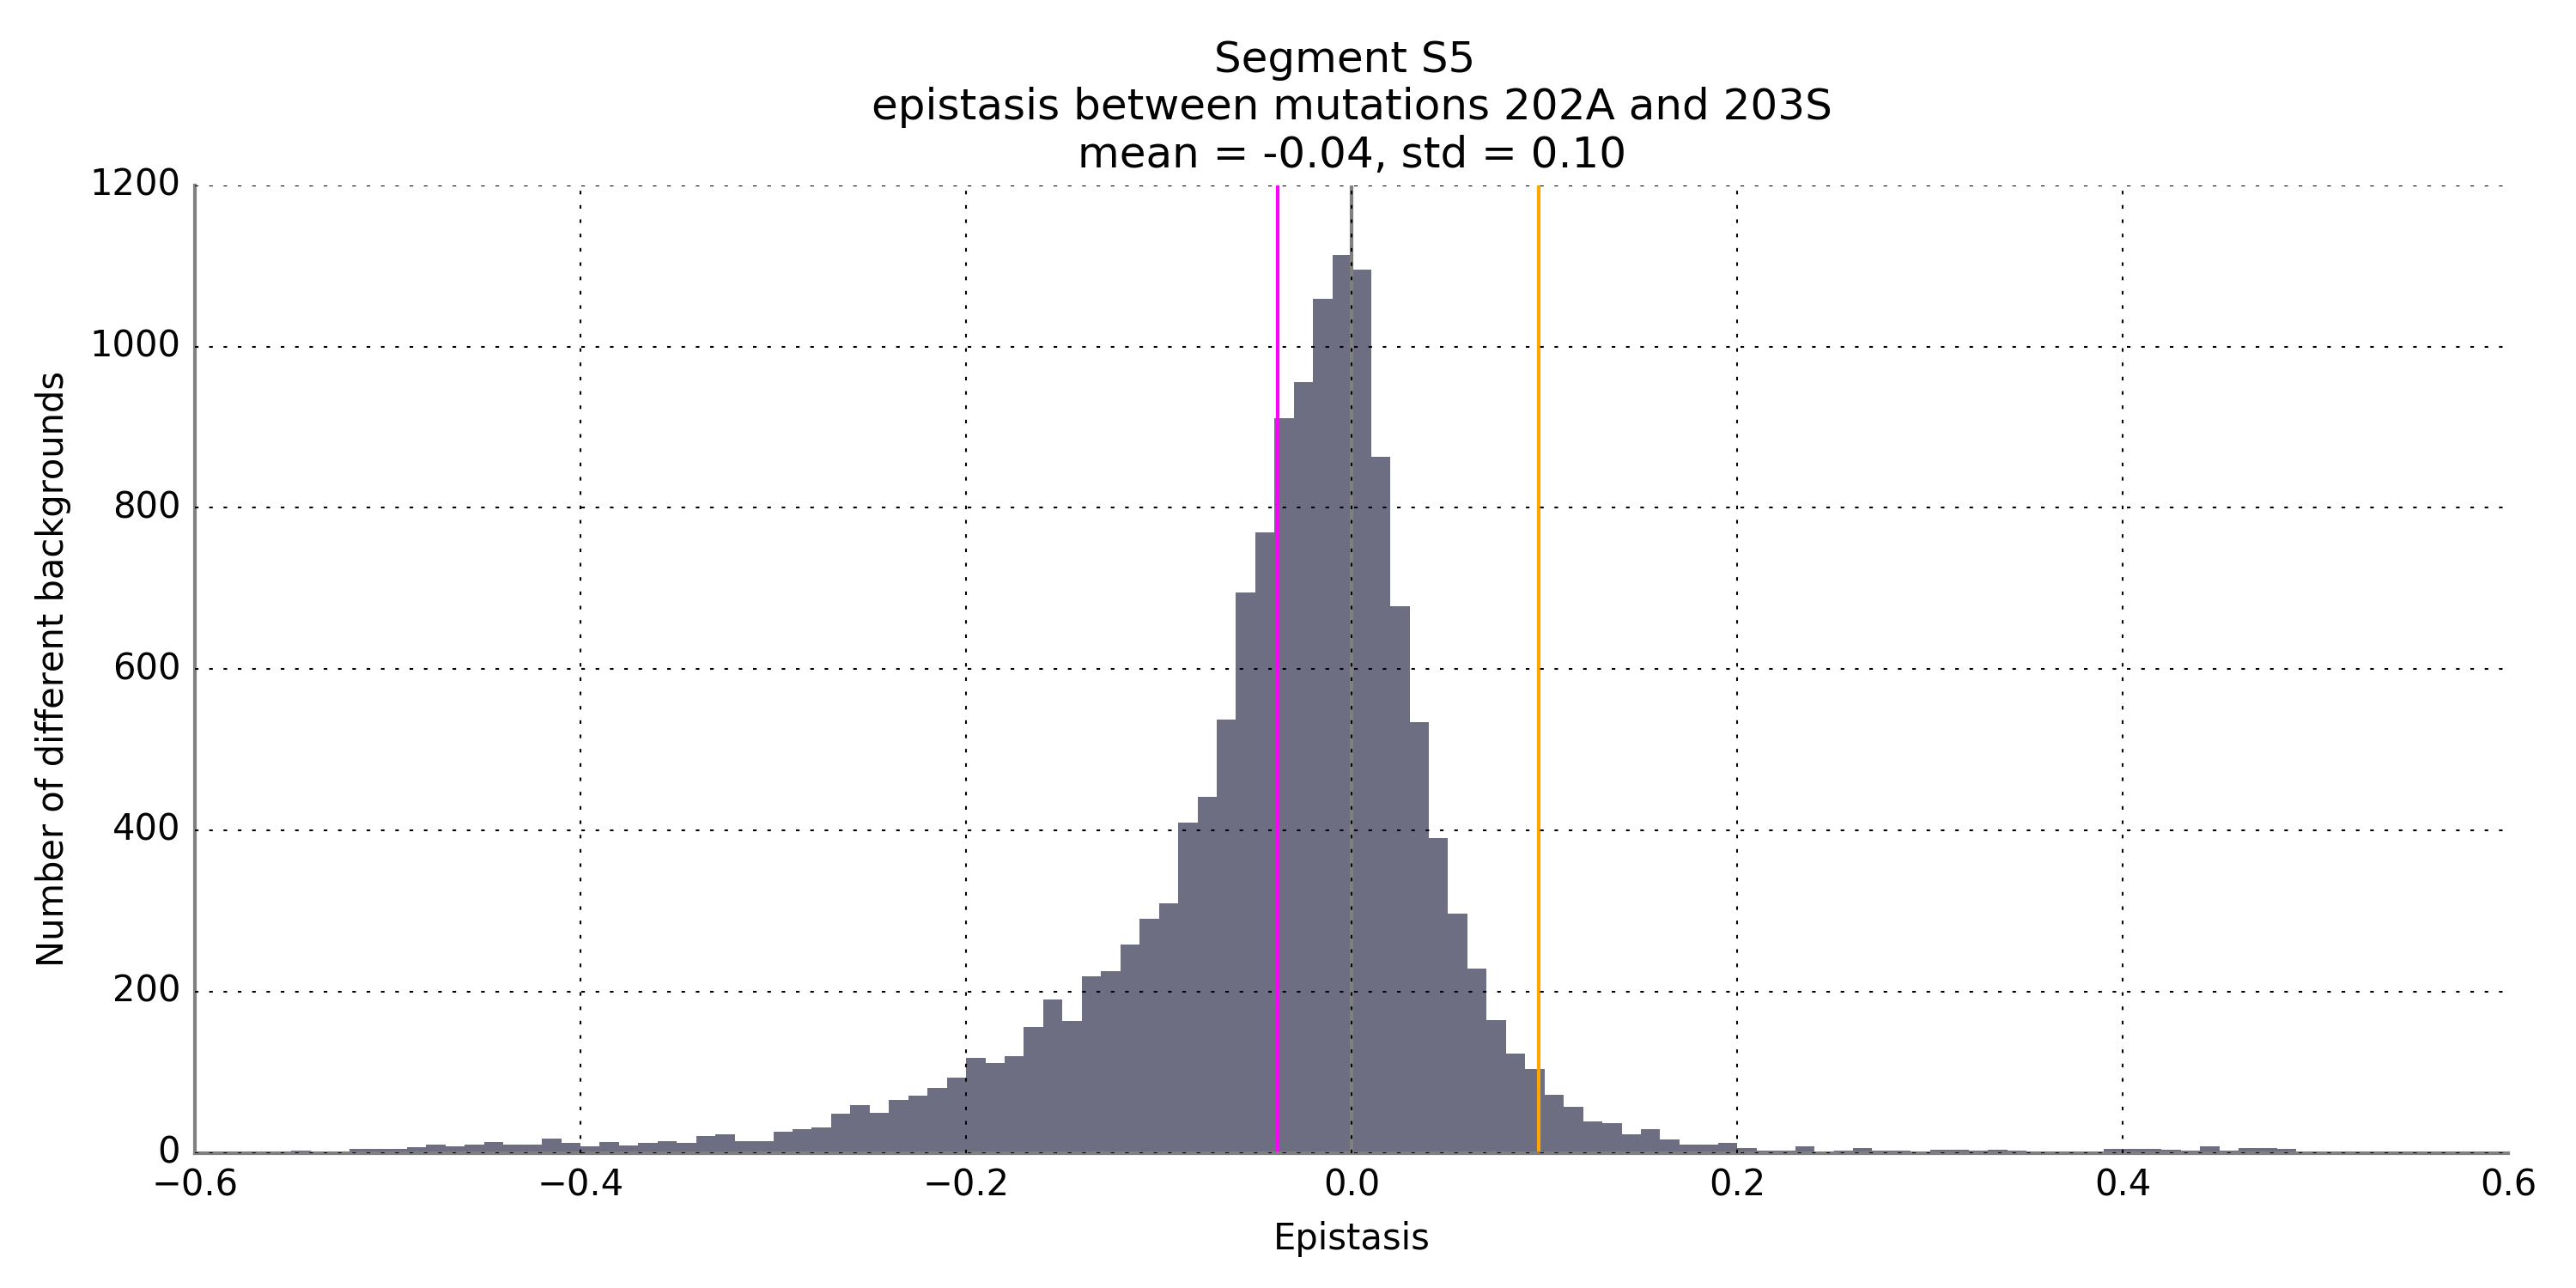 Segment S5
epistasis between mutations 202A and 203S
mean = -0.04, std = 0.10
1200
1000
800
600
400
200
0
Number of different backgrounds
−0.6 −0.4 −0.2 0.0 0.2 0.4 0.6
Epistasis